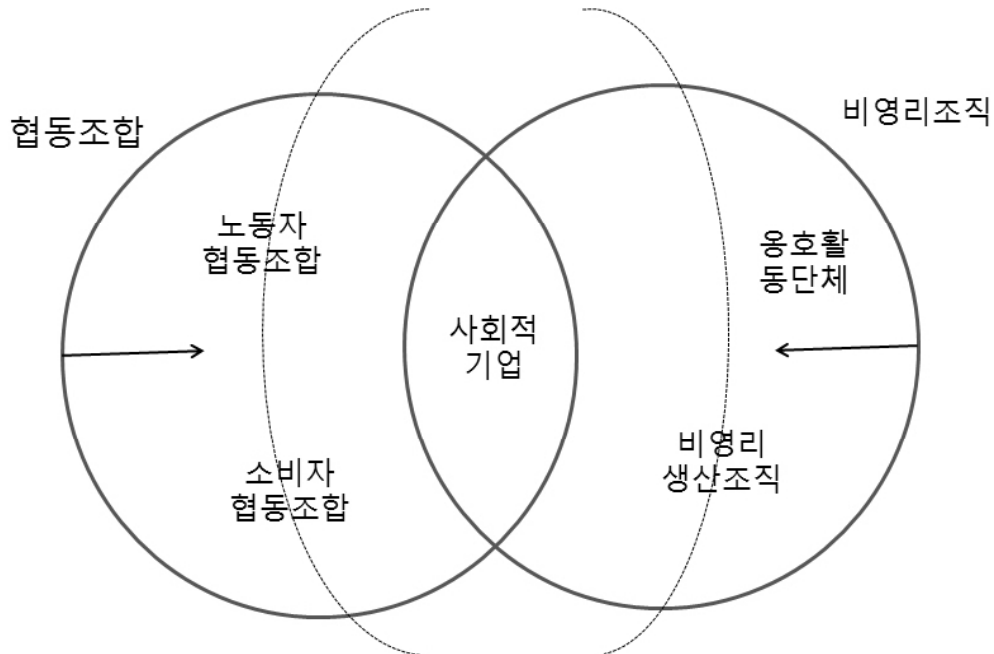 협동조합
비영리조직
노동자
협동조합
옹호활
동단체
사회적
기업
소비자
협동조합
비영리
생산조직